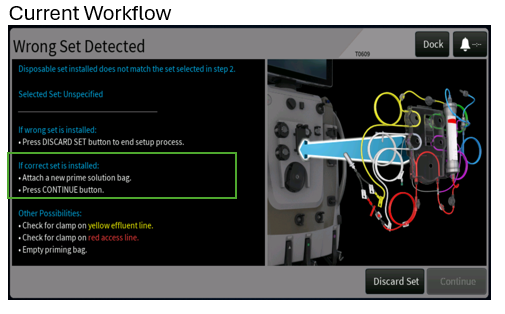 Current Workflow
Wrong Set Detected
T0609
Dock
Disposable set installed does not match the set selected in step 2.
Selected Set: Unspecified
If wrong set is installed:
• Press DISCARD SET button to end setup process.
If correct set is installed:
• Attach a new prime solution bag.
• Press CONTINUE button.
Other Possibilities:
• Check for clamp on yellow effluent line.
• Check for clamp on red access line.
• Empty priming bag.
Discard Set
Continue